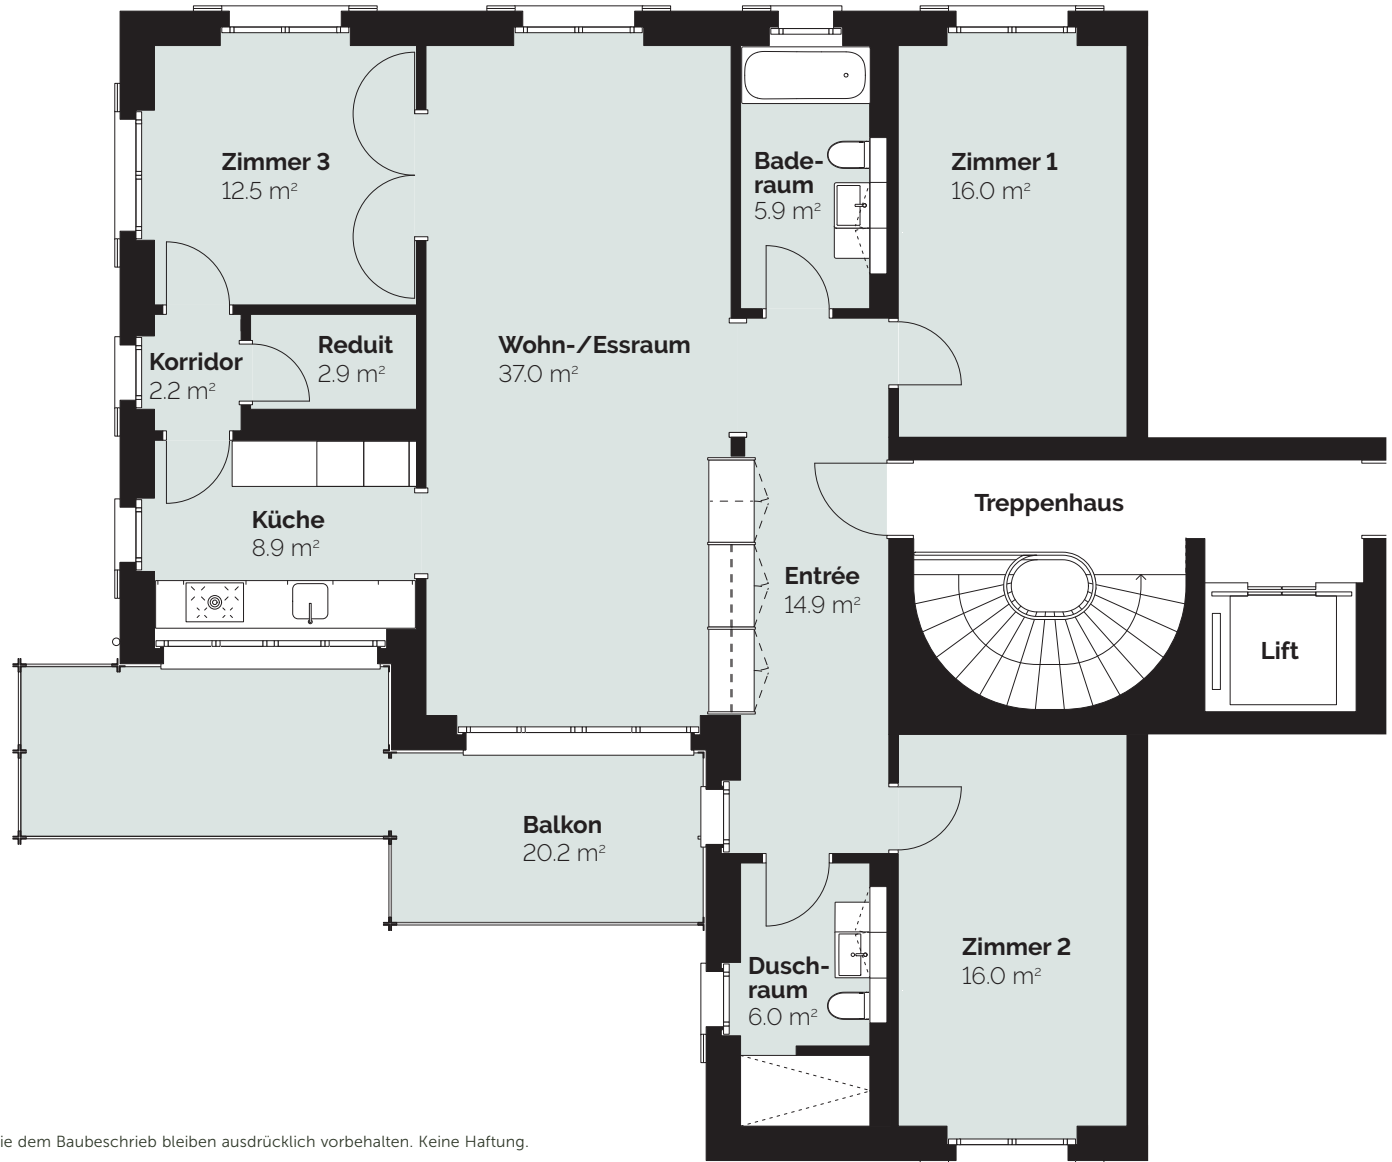 Zimmer 3
12.5 m²
Bade-
raum
5.9 m²
Zimmer 1
16.0 m²
Korridor
2.2 m²
Reduit
2.9 m²
Wohn-/Essraum
37.0 m²
Küche
8.9 m²
Treppenhaus
Entrée
14.9 m²
Lift
Balkon
20.2 m²
Dusch-
raum
6.0 m²
Zimmer 2
16.0 m²
ie dem Baubeschrieb bleiben ausdrücklich vorbehalten. Keine Haftung.